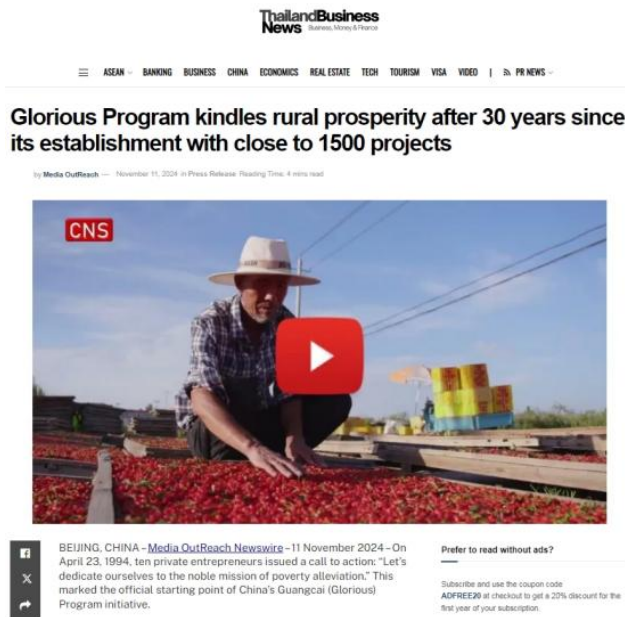 ThailandBusiness
News Business, Money & Finance
ASEAN BANKING BUSINESS CHINA ECONOMICS REAL ESTATE TECH TOURISM VISA VIDEO | PR NEWS
Glorious Program kindles rural prosperity after 30 years since
its establishment with close to 1500 projects
by Media OutReach — November 11, 2024 in Press Release Reading Time: 4 mins read
CNS
BEIJING, CHINA – Media OutReach Newswire – 11 November 2024 – On
April 23, 1994, ten private entrepreneurs issued a call to action: "Let's
dedicate ourselves to the noble mission of poverty alleviation." This
marked the official starting point of China's Guangcai (Glorious)
Program initiative.
Prefer to read without ads?
Subscribe and use the coupon code
ADFREE20 at checkout to get a 20% discount for the
first year of your subscription.